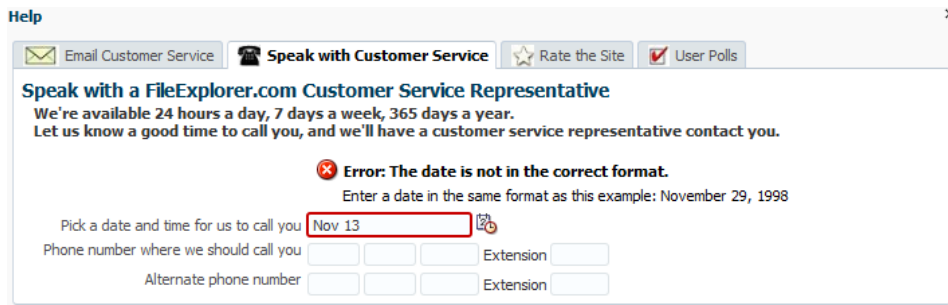 Help
Email Customer Service Speak with Customer Service Rate the Site User Polls
Speak with a FileExplorer.com Customer Service Representative
We're available 24 hours a day, 7 days a week, 365 days a year.
Let us know a good time to call you, and we'll have a customer service representative contact you.
Error: The date is not in the correct format.
Enter a date in the same format as this example: November 29, 1998
Pick a date and time for us to call you Nov 13
Phone number where we should call you Extension
Alternate phone number Extension